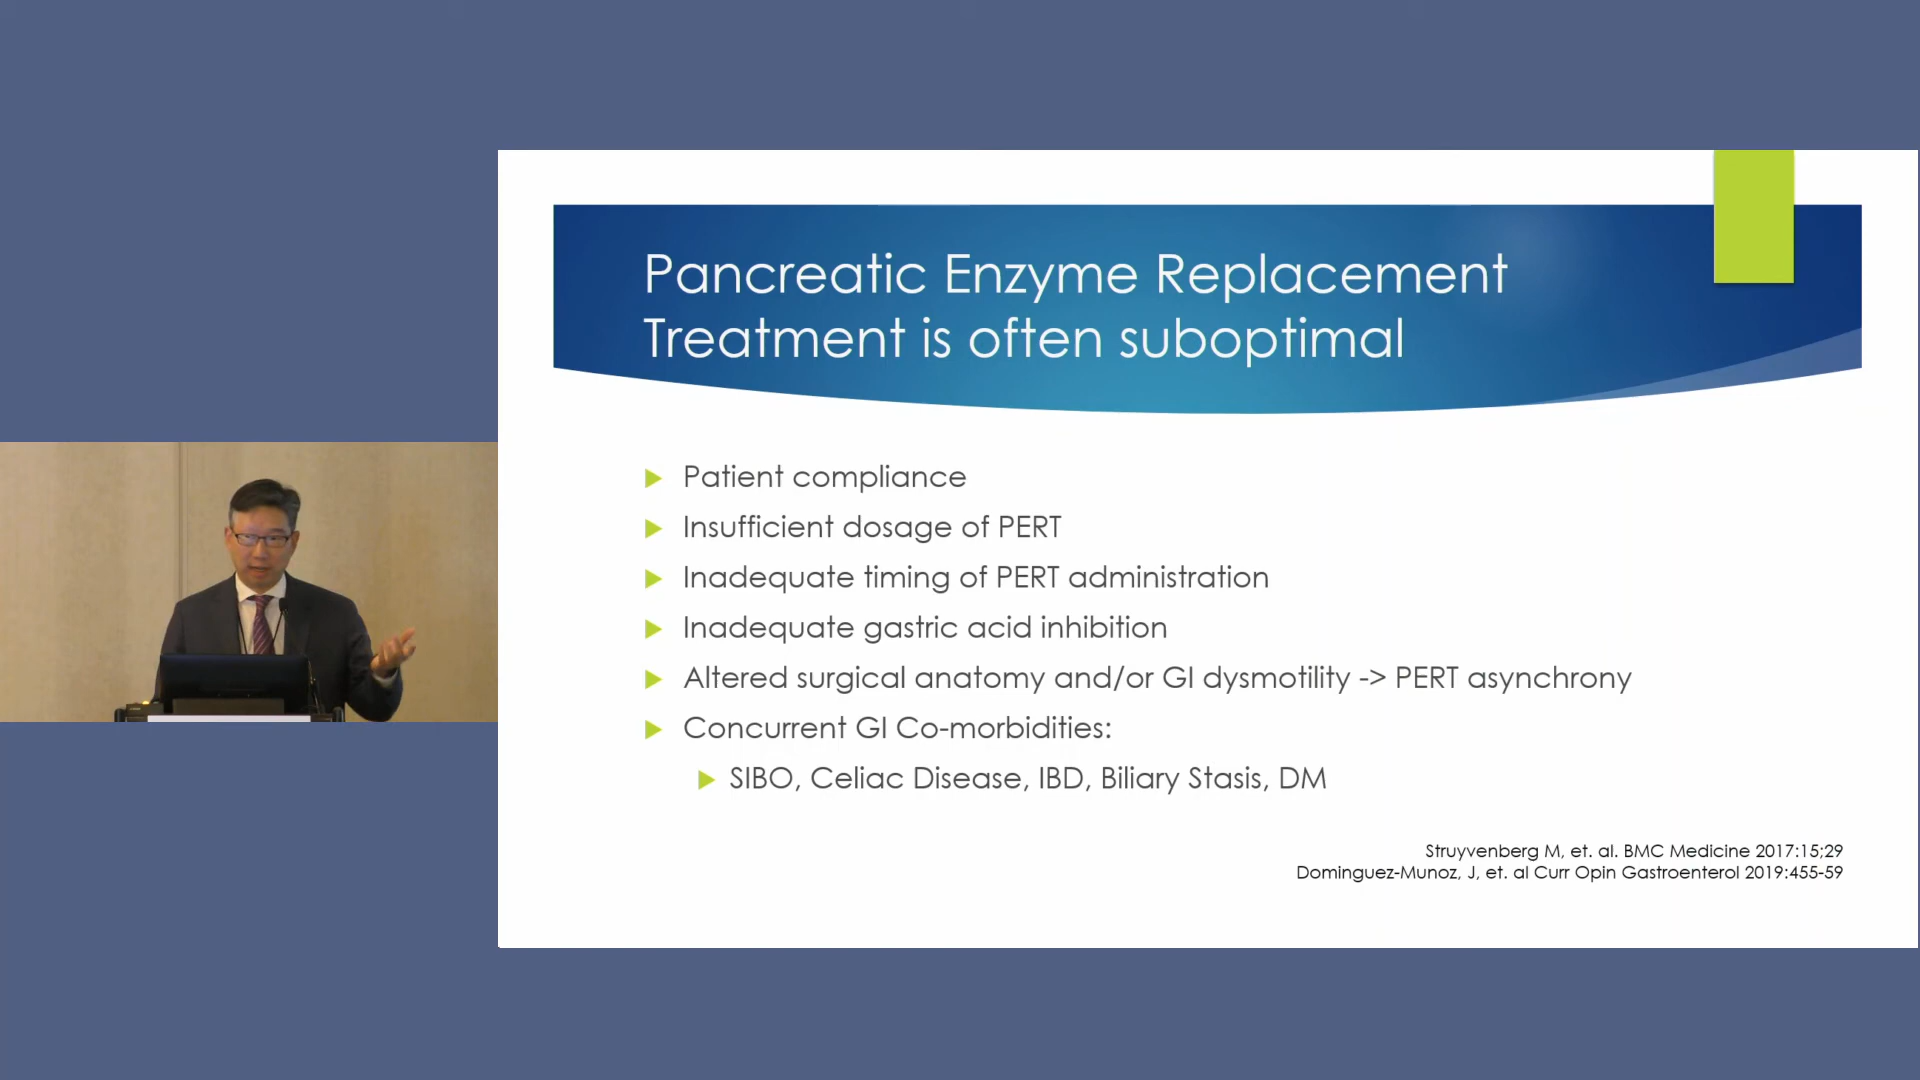 Pancreatic Enzyme Replacement
Treatment is often suboptimal
Patient compliance
Insufficient dosage of PERT
Inadequate timing of PERT administration
Inadequate gastric acid inhibition
Altered surgical anatomy and/or GI dysmotility -> PERT asynchrony
Concurrent GI Co-morbidities:
SIBO, Celiac Disease, IBD, Biliary Stasis, DM
Struyvenberg M, et. al. BMC Medicine 2017:15;29
Dominguez-Munoz, J, et. al Curr Opin Gastroenterol 2019:455-59